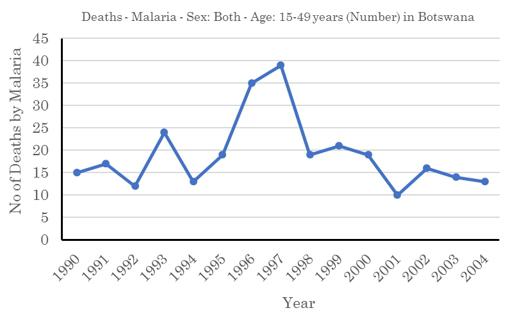 Deaths - Malaria - Sex: Both - Age: 15-49 years (Number) in Botswana
No of Deaths by Malaria
45
40
35
30
25
20
15
10
5
0
1990 1991 1992 1993 1994 1995 1996 1997 1998 1999 2000 2001 2002 2003 2004
Year